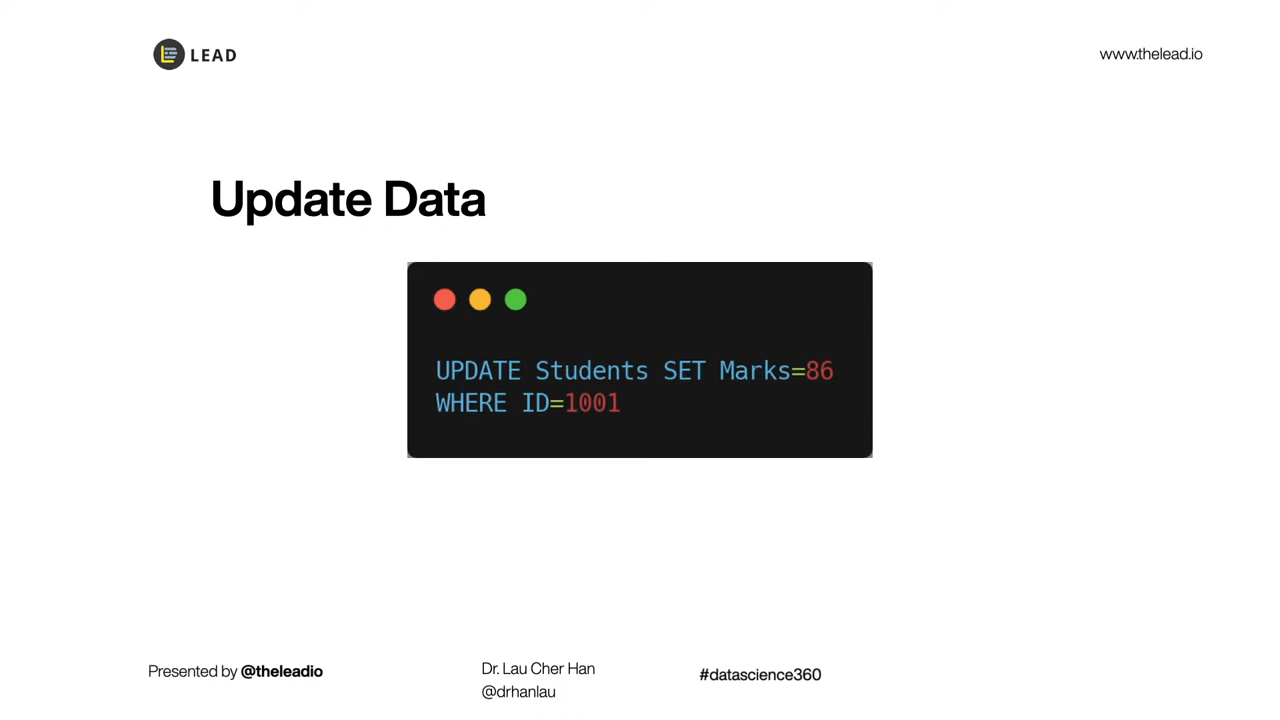 LEAD
www.thelead.io
Update Data
UPDATE Students SET Marks=86
WHERE ID=1001
Presented by @theleadio
Dr. Lau Cher Han
@drhanlau
#datascience360